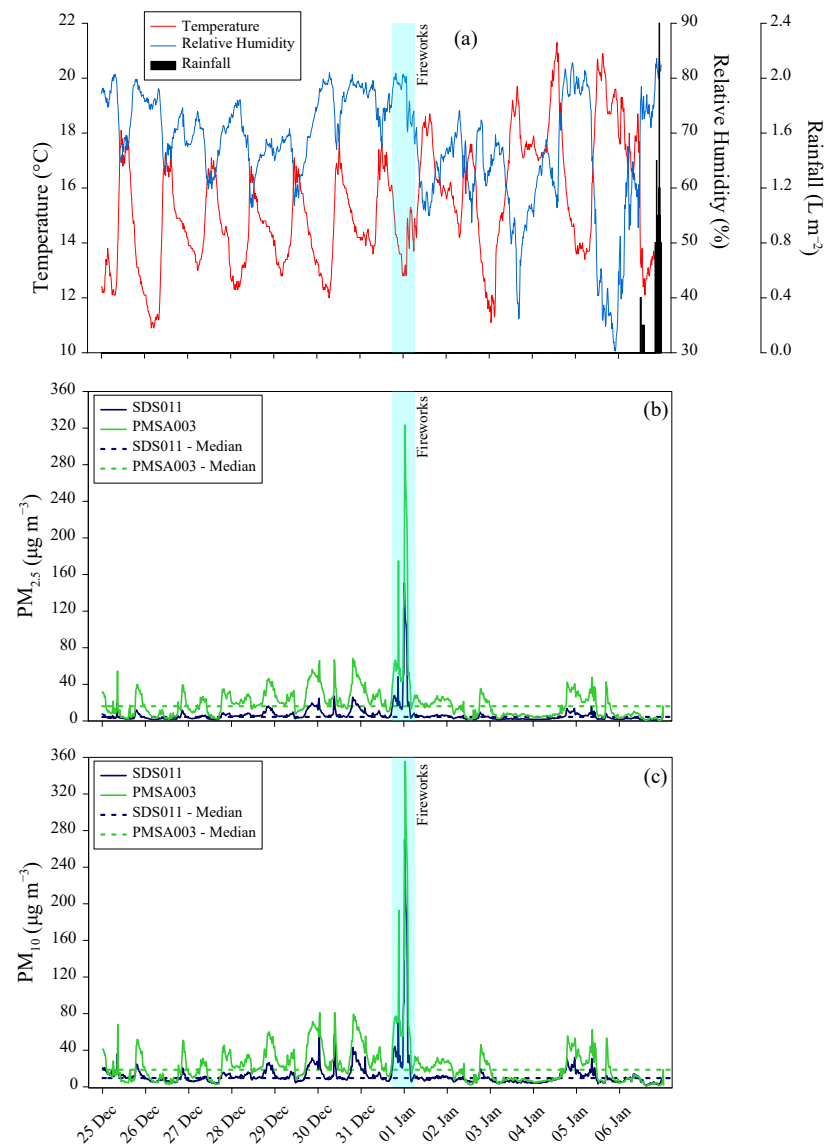 Temperature
Relative Humidity
Rainfall
(a)
Fireworks
Temperature (°C)
22
20
18
16
14
12
10
90
80
70
60
50
40
30
Relative Humidity (%)
2.4
2.0
1.6
1.2
0.8
0.4
0.0
Rainfall (L m⁻²)
SDS011
PMSA003
SDS011 - Median
PMSA003 - Median
(b)
Fireworks
PM2.5 (µg m⁻³)
360
320
280
240
200
160
120
80
40
0
SDS011
PMSA003
SDS011 - Median
PMSA003 - Median
(c)
Fireworks
PM10 (µg m⁻³)
360
320
280
240
200
160
120
80
40
0
25 Dec
26 Dec
27 Dec
28 Dec
29 Dec
30 Dec
31 Dec
01 Jan
02 Jan
03 Jan
04 Jan
05 Jan
06 Jan